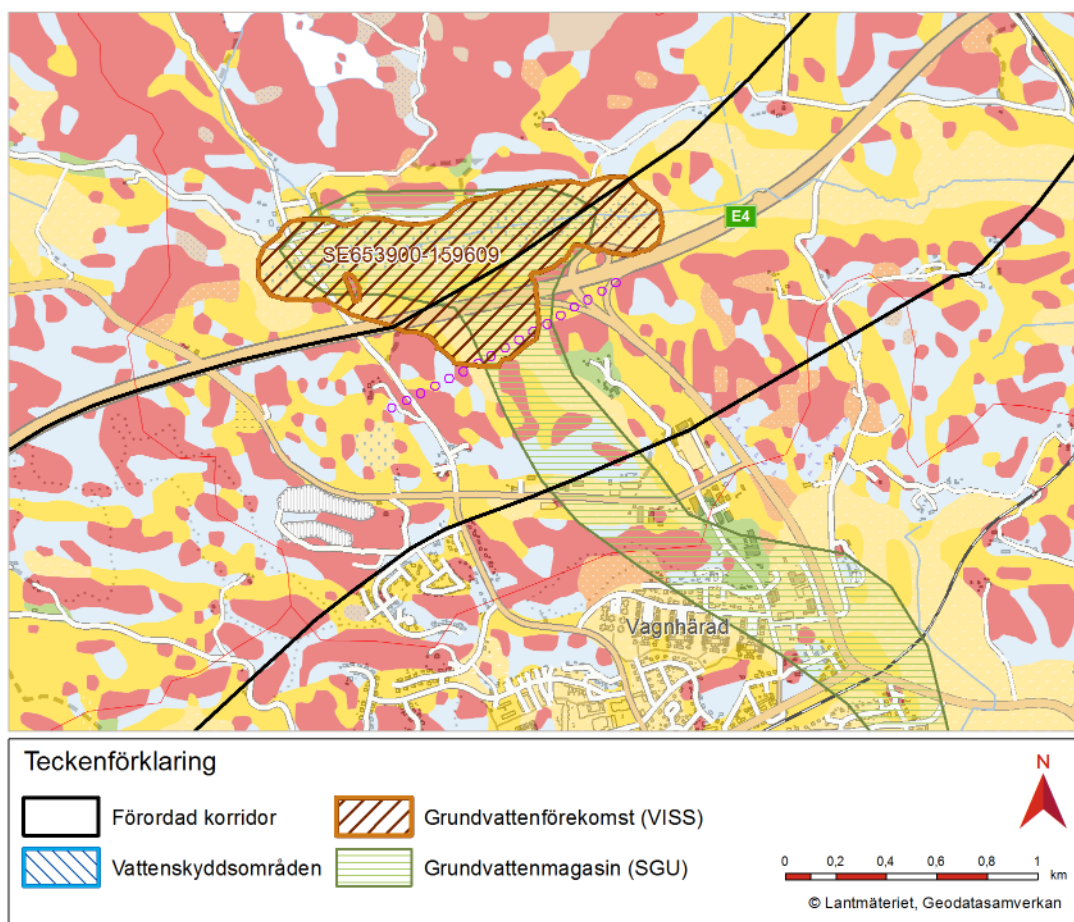 E4
SE653900-159609
Vagnhärad
Teckenförklaring
Förordad korridor
Grundvattenförekomst (VISS)
Vattenskyddsområden
Grundvattenmagasin (SGU)
N
0 0,2 0,4 0,6 0,8 1
km
© Lantmäteriet, Geodatasamverkan